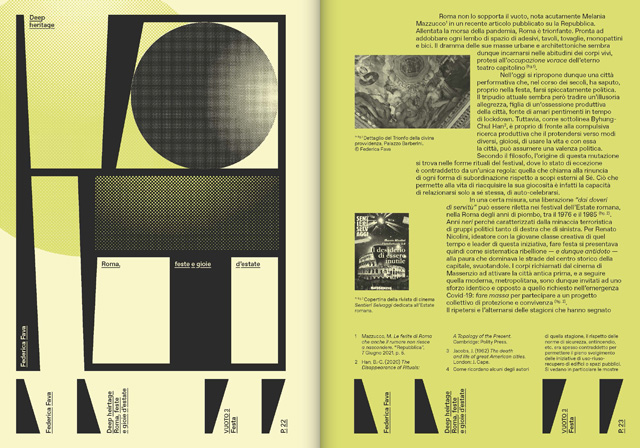 Deep
heritage
Roma,
feste e gioie
d'estate
Federica Fava
Federica Fava
Deep heirtage
Roma, feste
e gioie d'estate
VUOTO 3
Festa
P. 22
Roma non lo sopporta il vuoto, nota acutamente Melania
Mazzucco¹ in un recente articolo pubblicato su la Repubblica.
Allentata la morsa della pandemia, Roma è trionfante. Pronta ad
addobbare ogni lembo di spazio di adesivi, tavoli, tovaglie, monopattini
e bici. Il dramma delle sue masse urbane e architettoniche sembra
dunque incarnarsi nelle abitudini dei corpi vivi,
protesi all'occupazione vorace dell'eterno
teatro capitolino
Nell'oggi si ripropone dunque una città
performativa che, nel corso dei secoli, ha saputo,
proprio nella festa, farsi spiccatamente politica.
Il tripudio attuale sembra però tradure un'illusoria
allegrezza, figlia di un'ossessione produttiva
della città, fonte di amari pentimenti in tempo
di lockdown. Tuttavia, come sottolinea Byhung-
Chul Han², è proprio di fronte alla compulsiva
ricerca produttiva che il protendersi verso modi
diversi, gioiosi, di usare la vita e con essa
la città, può assumere una valenza politica.
Secondo il filosofo, l'origine di questa mutazione
si trova nelle forme rituali del festival, dove lo stato di eccezione
è contraddetto da un'unica regola: quella che chiama alla rinuncia
di ogni forma di subordinazione rispetto a scopi esterni al Sé. Ciò che
permette alla vita di riacquisire la sua giocosità è infatti la capacità
di relazionarsi solo a sé stessa, di auto-celebrarsi.
In una certa misura, una liberazione "dai doveri
di servitù" può essere riletta nei festival dell'Estate romana,
nella Roma degli anni di piombo, tra il 1976 e il 1985
Anni neri perché caratterizzati dalla minaccia terroristica
di gruppi politici tanto di destra che di sinistra. Per Renato
Nicolini, ideatore con la giovane classe creativa di quel
tempo e leader di questa iniziativa, fare festa si presentava
quindi come sistematica ribellione — e dunque antidoto —
alla paura che dominava le strade del centro storico della
capitale, svuotandole. I corpi richiamati dal cinema di
Massenzio ad attivare la città antica prima, e a seguire
quella moderna, metropolitana, sono dunque invitati ad uno
sforzo identico e opposto a quello richiesto nell'emergenza
Covid-19: fare massa per partecipare a un progetto
collettivo di protezione e convivenza
Il ripetersi e l'alternarsi delle stagioni che hanno segnato
Dettaglio del Trionfo della divina
provvidenza. Palazzo Barberini.
© Federica Fava
SENTIERI
SELVAGGI
il desiderio
di essere
inutile
Copertina della rivista di cinema
Sentieri Selvaggi dedicata all'Estate
romana.
1 Mazzucco, M. Le ferite di Roma
che anche il rumore non riesce
a nascondere. "Repubblica",
7 Giugno 2021, p. 5.
2 Han, B.-C. (2020) The
Disappearance of Rituals:
A Topology of the Present.
Cambridge: Polity Press.
3 Jacobs, J. (1962) The death
and life of great American cities.
London: J. Cape.
4 Come ricordano alcuni degli autori
di quella stagione, il rispetto delle
norme di sicurezza, antincendio,
etc. era spesso contraddetto per
permettere il pieno svolgimento
delle iniziative di uso-riuso-
recupero di edifici o spazi pubblici.
Si vedano in particolare le mostre
Federica Fava
Deep heirtage
Roma, feste
e gioie d'estate
VUOTO 3
Festa
P. 23